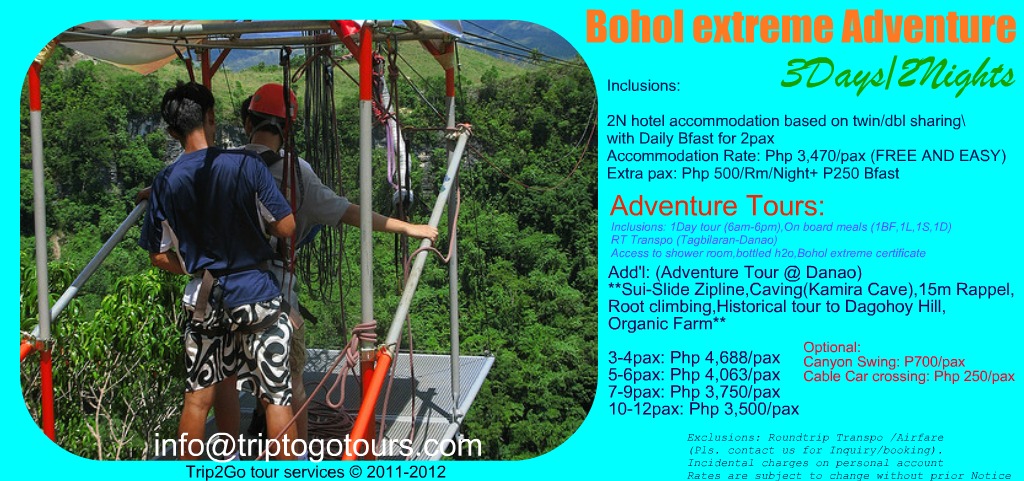 Bohol extreme Adventure
3Days/2Nights
Inclusions:
2N hotel accommodation based on twin/dbl sharing\
with Daily Bfast for 2pax
Accommodation Rate: Php 3,470/pax (FREE AND EASY)
Extra pax: Php 500/Rm/Night+ P250 Bfast
Adventure Tours:
Inclusions: 1Day tour (6am-6pm),On board meals (1BF,1L,1S,1D)
RT Transpo (Tagbilaran-Danao)
Access to shower room,bottled h2o,Bohol extreme certificate
Add'l: (Adventure Tour @ Danao)
**Sui-Slide Zipline,Caving(Kamira Cave),15m Rappel,
Root climbing,Historical tour to Dagohoy Hill,
Organic Farm**
3-4pax: Php 4,688/pax
5-6pax: Php 4,063/pax
7-9pax: Php 3,750/pax
10-12pax: Php 3,500/pax
Optional:
Canyon Swing: P700/pax
Cable Car crossing: Php 250/pax
Exclusions: Roundtrip Transpo /Airfare
(Pls. contact us for Inquiry/booking).
Incidental charges on personal account
Rates are subject to change without prior Notice
info@triptogotours.com
Trip2Go tour services © 2011-2012